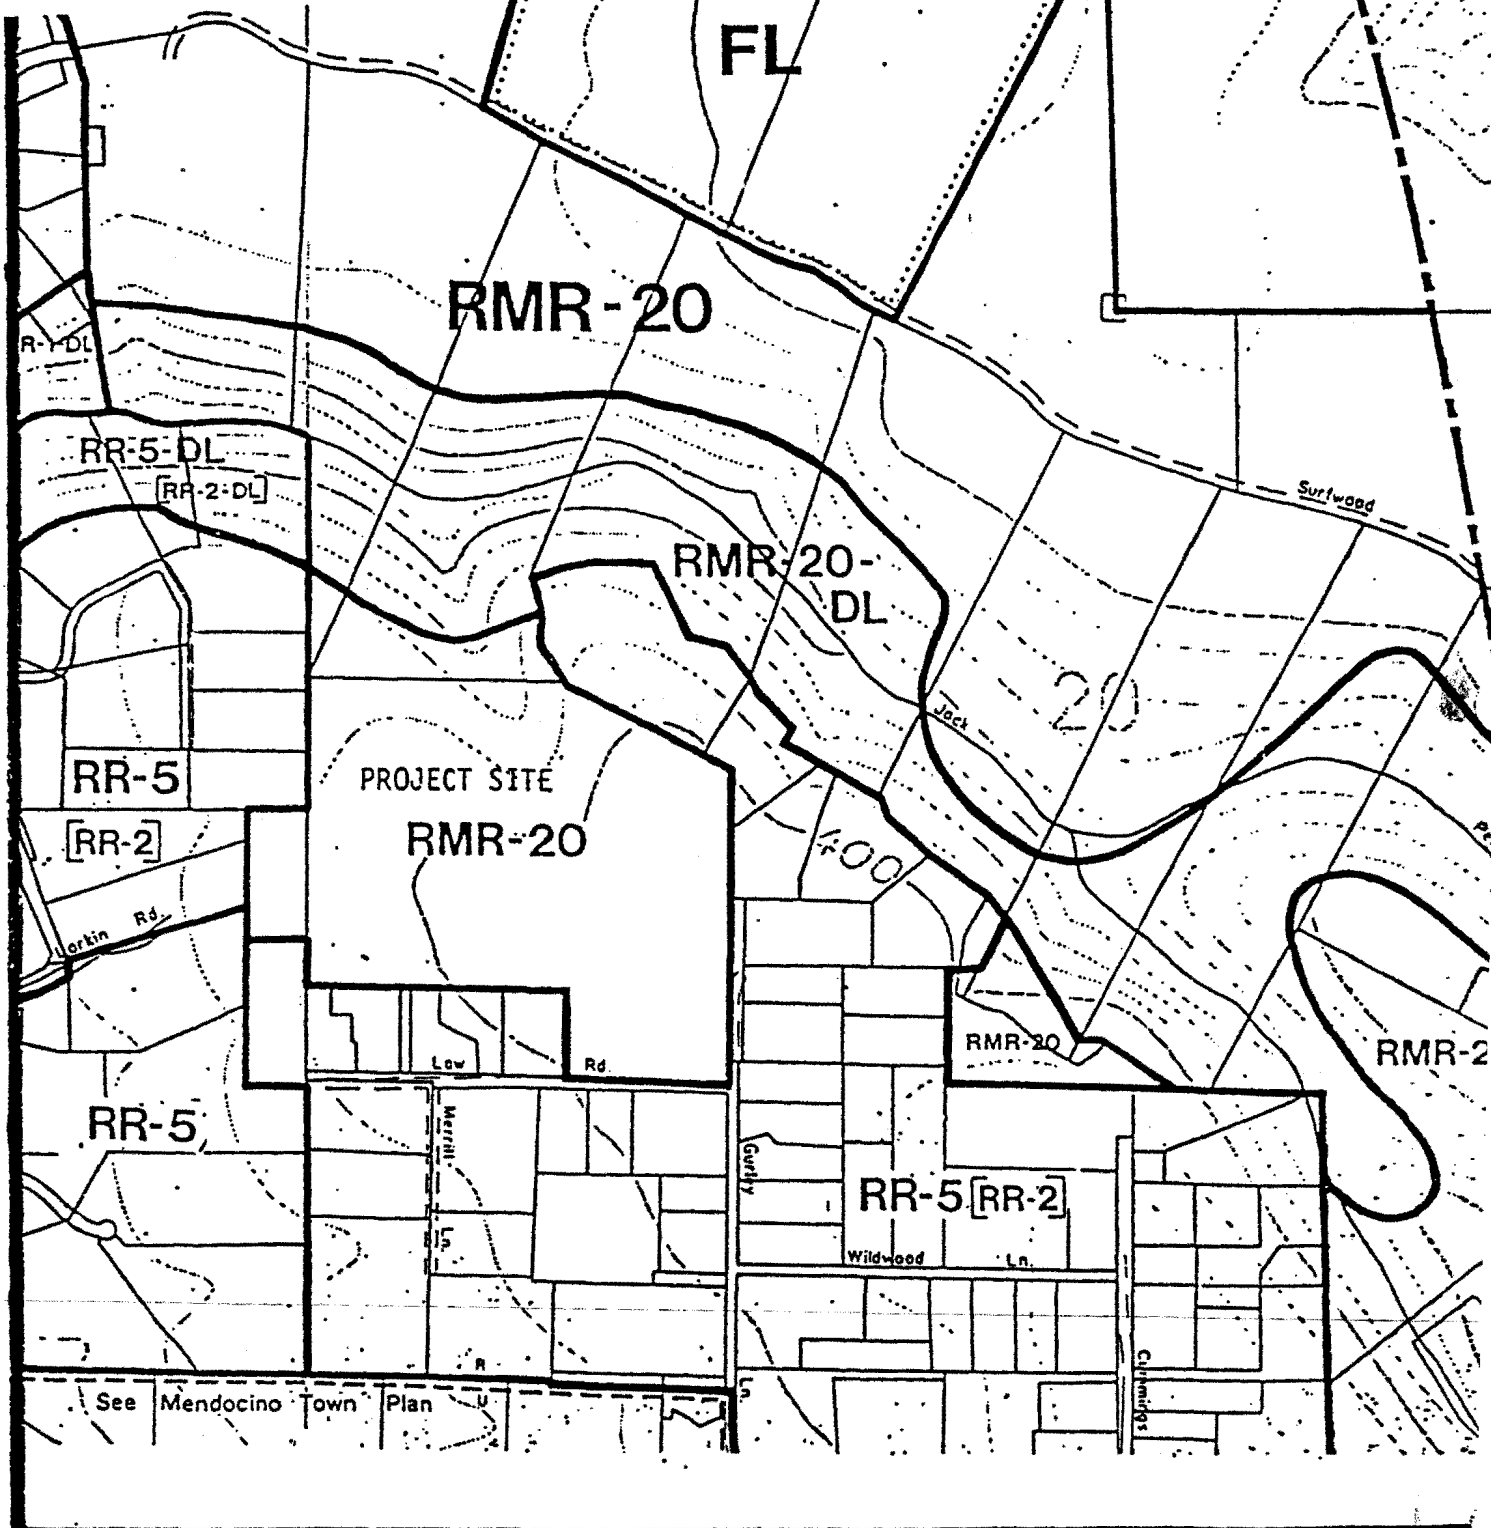 FL
RMR-20
R-1-DL
RR-5-DL
[RR-2-DL]
Surfwood
RMR-20-
DL
20
Jack
RR-5
PROJECT SITE
RMR-20
[RR-2]
400
Larkin Rd.
RMR-20
RMR-2
Law Rd.
RR-5
Merrill
Ln.
Gurley
Ln.
RR-5 [RR-2]
Wildwood Ln.
Cummings
See Mendocino Town Plan